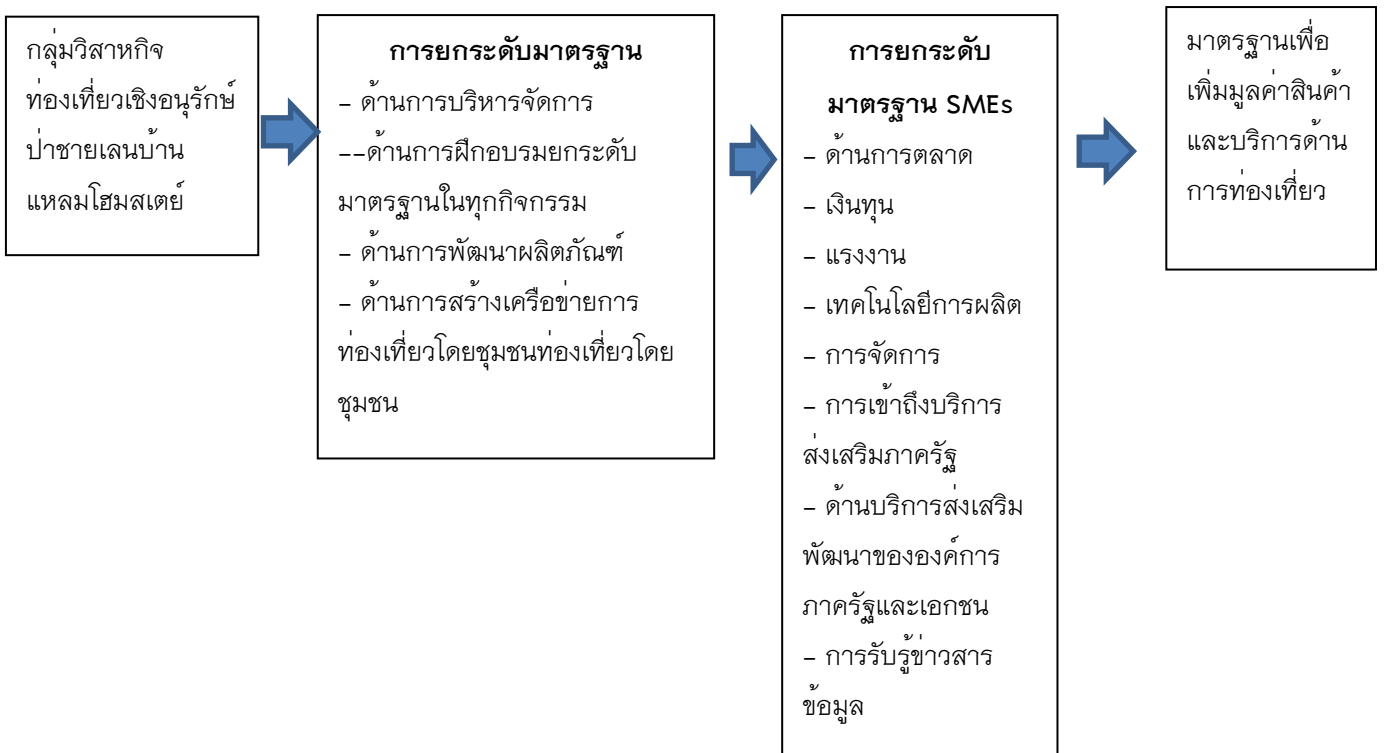 กลุ่มวิสาหกิจ
ท่องเที่ยวเชิงอนุรักษ์
ป่าชายเลนบ้าน
แหลมโฮมสเตย์
การยกระดับมาตรฐาน
- ด้านการบริหารจัดการ
--ด้านการฝึกอบรมยกระดับ
มาตรฐานในทุกกิจกรรม
- ด้านการพัฒนาผลิตภัณฑ์
- ด้านการสร้างเครือข่ายการ
ท่องเที่ยวโดยชุมชนท่องเที่ยวโดย
ชุมชน
การยกระดับ
มาตรฐาน SMEs
- ด้านการตลาด
- เงินทุน
- แรงงาน
- เทคโนโลยีการผลิต
- การจัดการ
- การเข้าถึงบริการ
ส่งเสริมภาครัฐ
- ด้านบริการส่งเสริม
พัฒนาขององค์การ
ภาครัฐและเอกชน
- การรับรู้ข่าวสาร
ข้อมูล
มาตรฐานเพื่อ
เพิ่มมูลค่าสินค้า
และบริการด้าน
การท่องเที่ยว